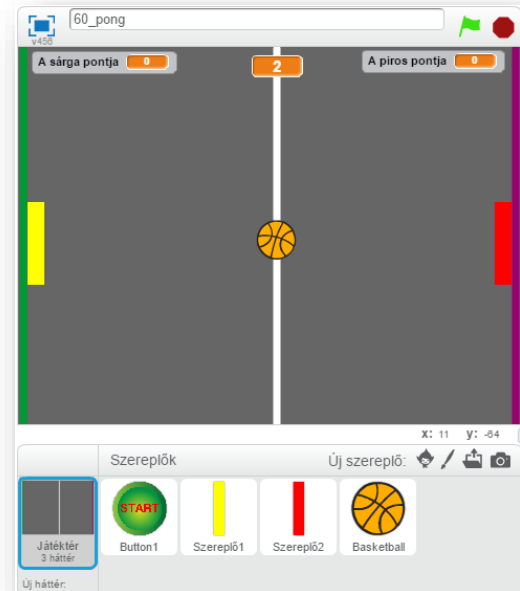 60_pong
v456
A sárga pontja 0
2
A piros pontja 0
x: 11 y: -64
Szereplők
Új szereplő:
START
Játéktér
3 háttér
Button1
Szereplő1
Szereplő2
Basketball
Új háttér: